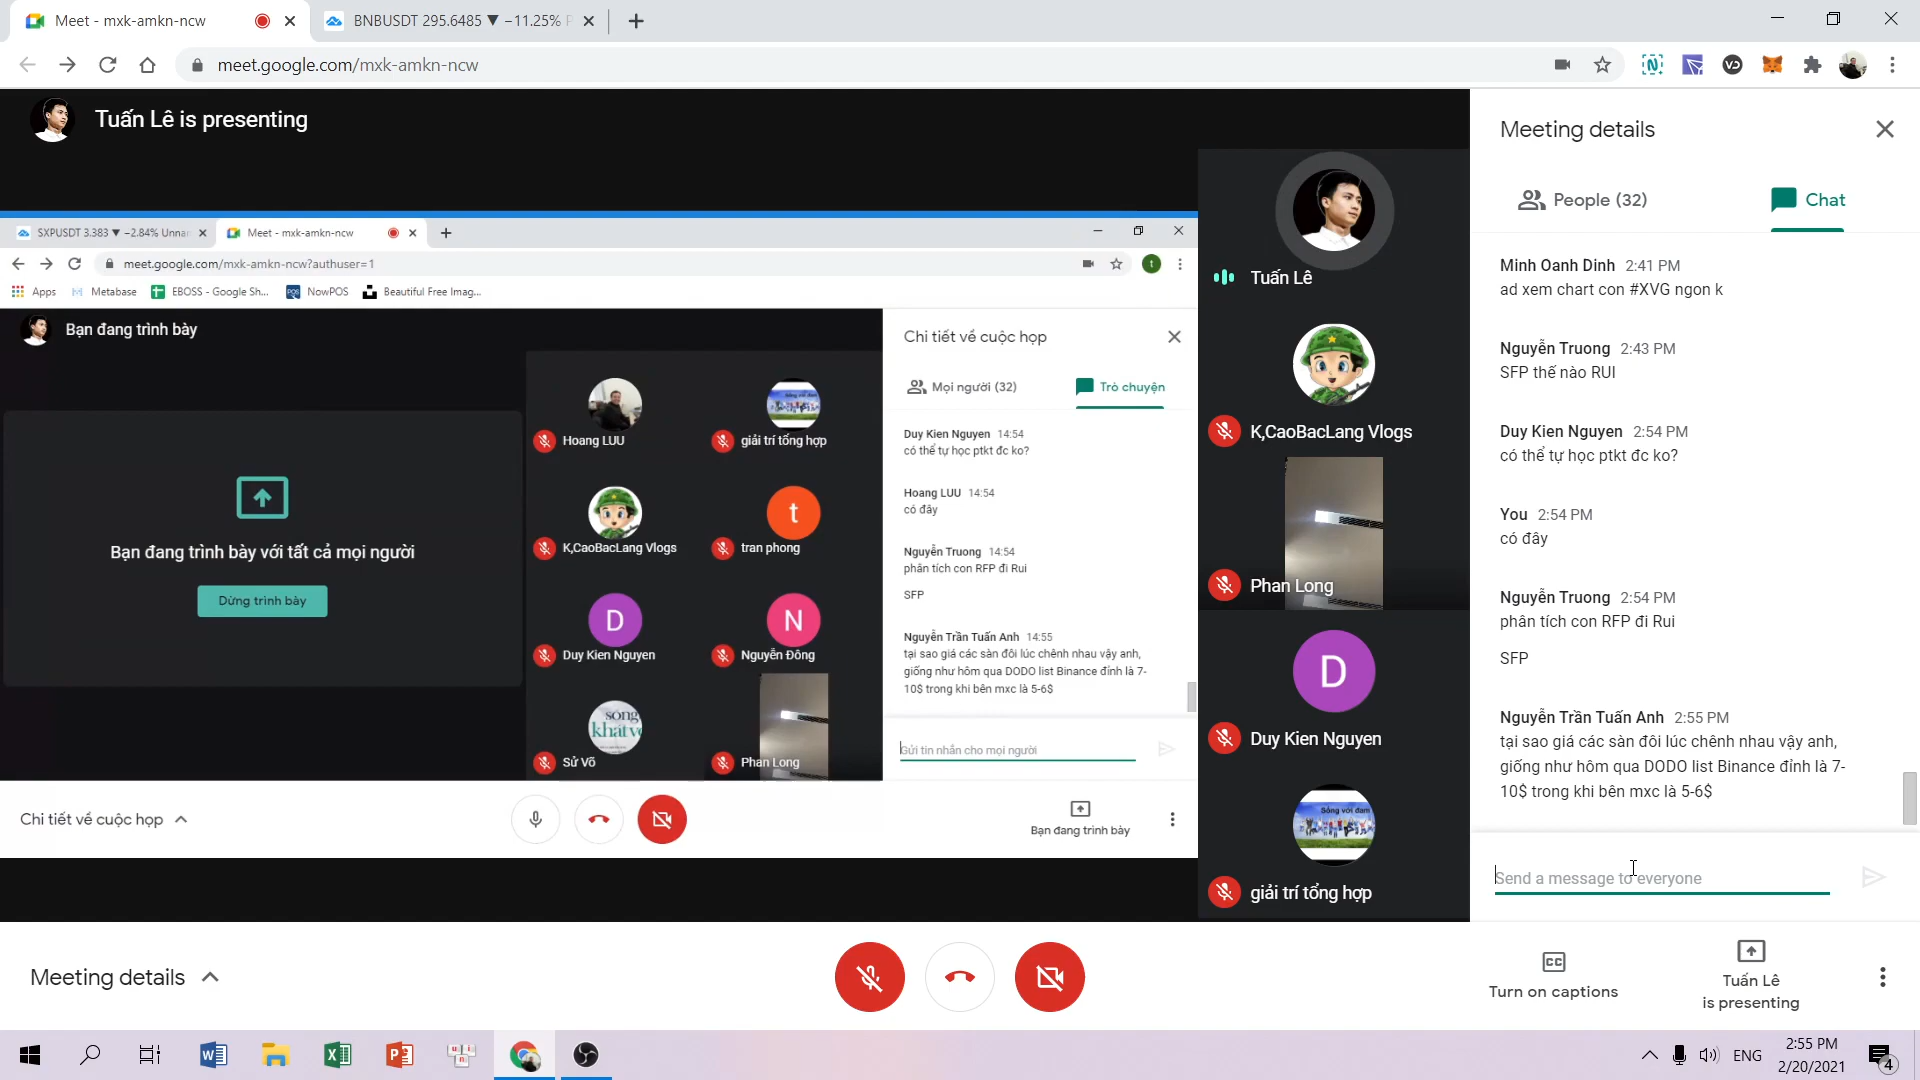 Meet - mxk-amkn-ncw
BNBUSDT 295.6485 ▼ −11.25%
meet.google.com/mxk-amkn-ncw
Tuấn Lê is presenting
SXPUSDT 3.383 ▼ −2.84% Unna
Meet - mxk-amkn-ncw
meet.google.com/mxk-amkn-ncw?authuser=1
t
Apps
Metabase
EBOSS - Google Sh...
NowPOS
Beautiful Free Imag...
Bạn đang trình bày
Bạn đang trình bày với tất cả mọi người
Dừng trình bày
Hoang LUU
giải trí tổng hợp
K,CaoBacLang Vlogs
t
tran phong
D
Duy Kien Nguyen
N
Nguyễn Đông
sóng
khát vọ
Sử Võ
Phan Long
Chi tiết về cuộc họp
Mọi người (32)
Trò chuyện
Duy Kien Nguyen 14:54
có thể tự học ptkt đc ko?
Hoang LUU 14:54
có đây
Nguyễn Truong 14:54
phân tích con RFP đi Rui
SFP
Nguyễn Trần Tuấn Anh 14:55
tại sao giá các sàn đôi lúc chênh nhau vậy anh,
giống như hôm qua DODO list Binance đỉnh là 7-
10$ trong khi bên mxc là 5-6$
Gửi tin nhắn cho mọi người
Chi tiết về cuộc họp
Bạn đang trình bày
Tuấn Lê
K,CaoBacLang Vlogs
Phan Long
D
Duy Kien Nguyen
Sống với đam
giải trí tổng hợp
Meeting details
People (32)
Chat
Minh Oanh Dinh 2:41 PM
ad xem chart con #XVG ngon k
Nguyễn Truong 2:43 PM
SFP thế nào RUI
Duy Kien Nguyen 2:54 PM
có thể tự học ptkt đc ko?
You 2:54 PM
có đây
Nguyễn Truong 2:54 PM
phân tích con RFP đi Rui
SFP
Nguyễn Trần Tuấn Anh 2:55 PM
tại sao giá các sàn đôi lúc chênh nhau vậy anh,
giống như hôm qua DODO list Binance đỉnh là 7-
10$ trong khi bên mxc là 5-6$
Send a message to everyone
Meeting details
CC
Turn on captions
Tuấn Lê
is presenting
ENG
2:55 PM
2/20/2021
4